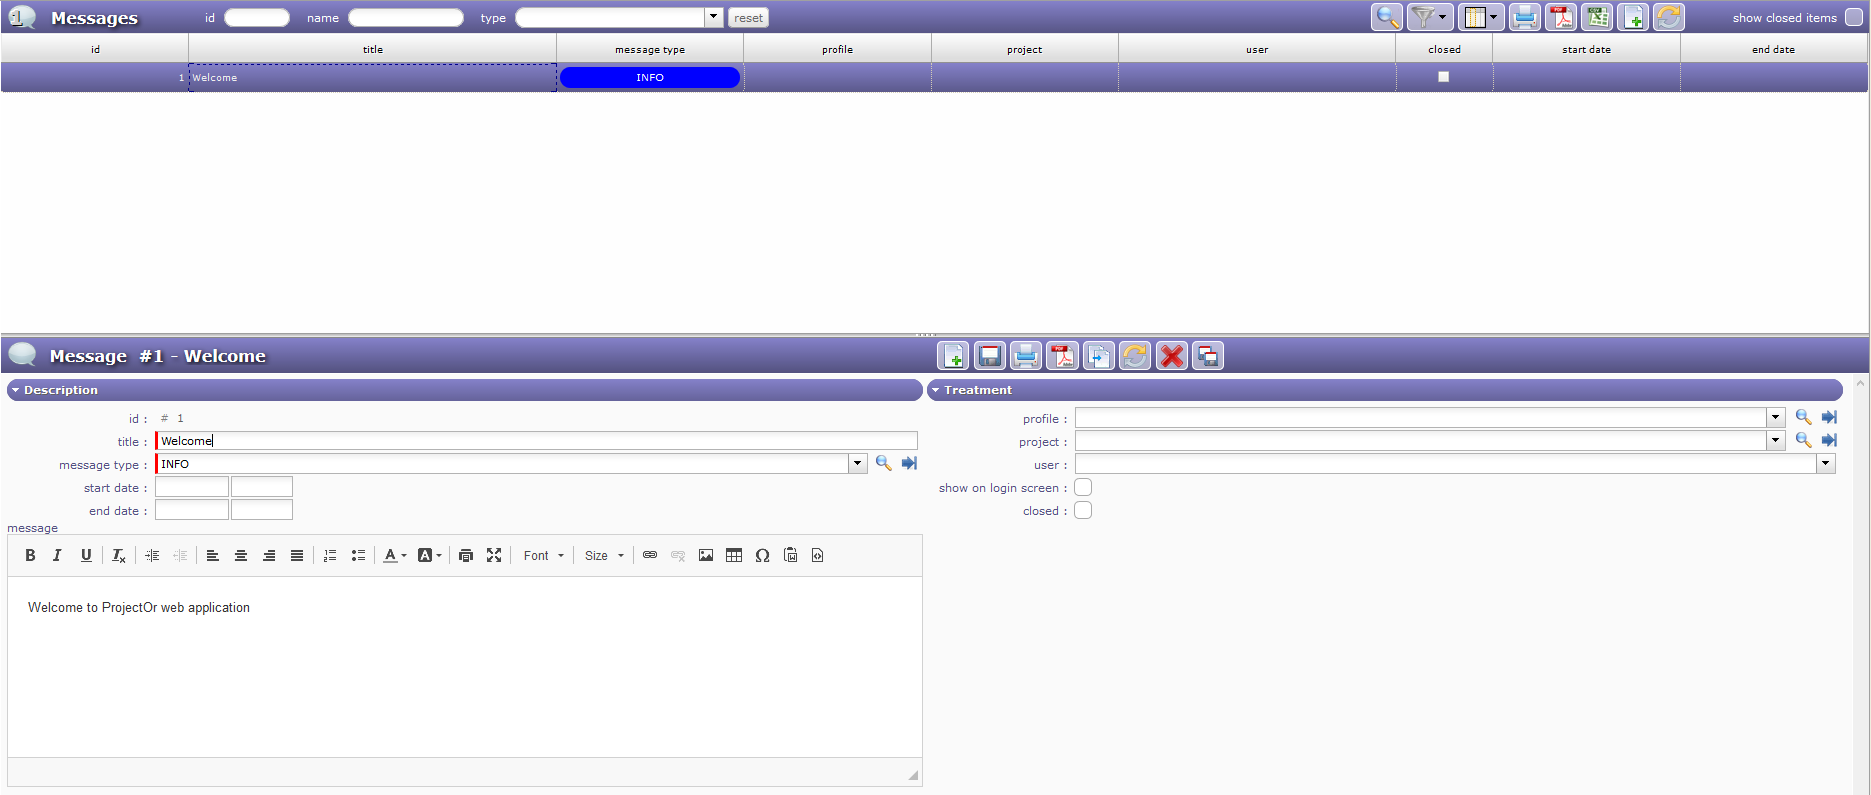 Messages id name type reset show closed items
id title message type profile project user closed start date end date
1 Welcome INFO
Message #1 - Welcome
Description
Treatment
id : # 1
profile :
title : Welcome
project :
message type : INFO
user :
start date :
show on login screen :
end date :
closed :
message
B I U Font Size
Welcome to ProjectOr web application